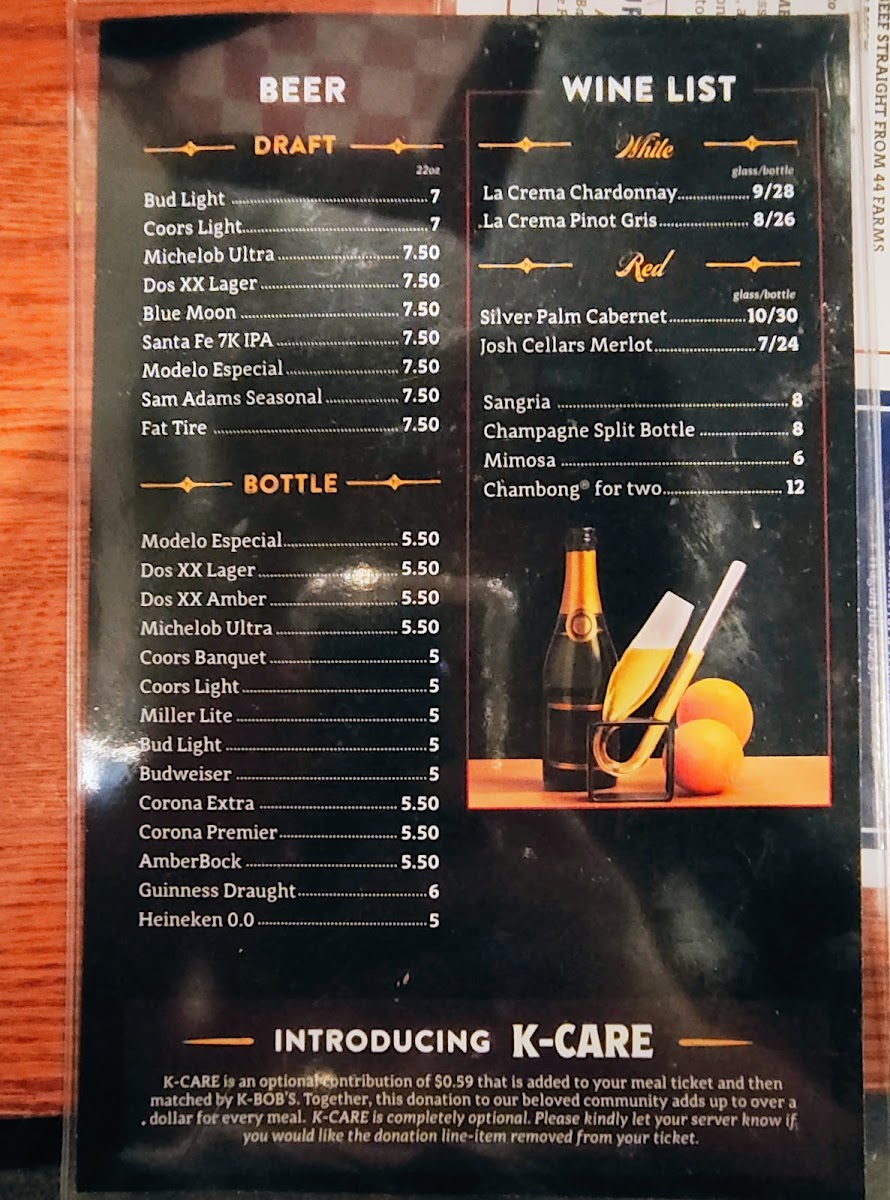 BEER
DRAFT
22oz
Bud Light 7
Coors Light 7
Michelob Ultra 7.50
Dos XX Lager 7.50
Blue Moon 7.50
Santa Fe 7K IPA 7.50
Modelo Especial 7.50
Sam Adams Seasonal 7.50
Fat Tire 7.50
BOTTLE
Modelo Especial 5.50
Dos XX Lager 5.50
Dos XX Amber 5.50
Michelob Ultra 5.50
Coors Banquet 5
Coors Light 5
Miller Lite 5
Bud Light 5
Budweiser 5
Corona Extra 5.50
Corona Premier 5.50
AmberBock 5.50
Guinness Draught 6
Heineken 0.0 5
WINE LIST
White
glass/bottle
La Crema Chardonnay 9/28
La Crema Pinot Gris 8/26
Red
glass/bottle
Silver Palm Cabernet 10/30
Josh Cellars Merlot 7/24
Sangria 8
Champagne Split Bottle 8
Mimosa 6
Chambong® for two 12
INTRODUCING K-CARE
K-CARE is an optional contribution of $0.59 that is added to your meal ticket and then
matched by K-BOB'S. Together, this donation to our beloved community adds up to over a
dollar for every meal. K-CARE is completely optional. Please kindly let your server know if
you would like the donation line-item removed from your ticket.
BEEF STRAIGHT FROM 44 FARMS